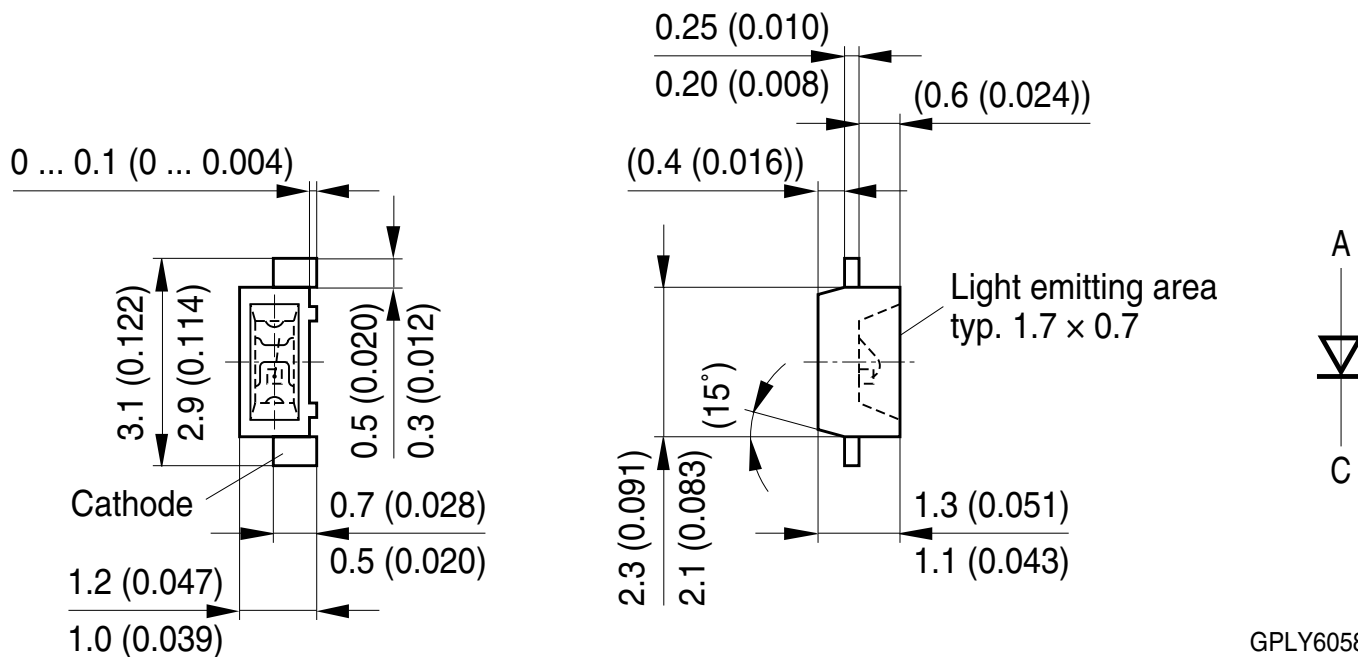 0.25 (0.010)
0.20 (0.008)
(0.6 (0.024))
0 ... 0.1 (0 ... 0.004)
(0.4 (0.016))
3.1 (0.122)
2.9 (0.114)
0.5 (0.020)
0.3 (0.012)
Cathode
0.7 (0.028)
0.5 (0.020)
1.2 (0.047)
1.0 (0.039)
Light emitting area
typ. 1.7 × 0.7
(15°)
2.3 (0.091)
2.1 (0.083)
1.3 (0.051)
1.1 (0.043)
A
C
GPLY6058